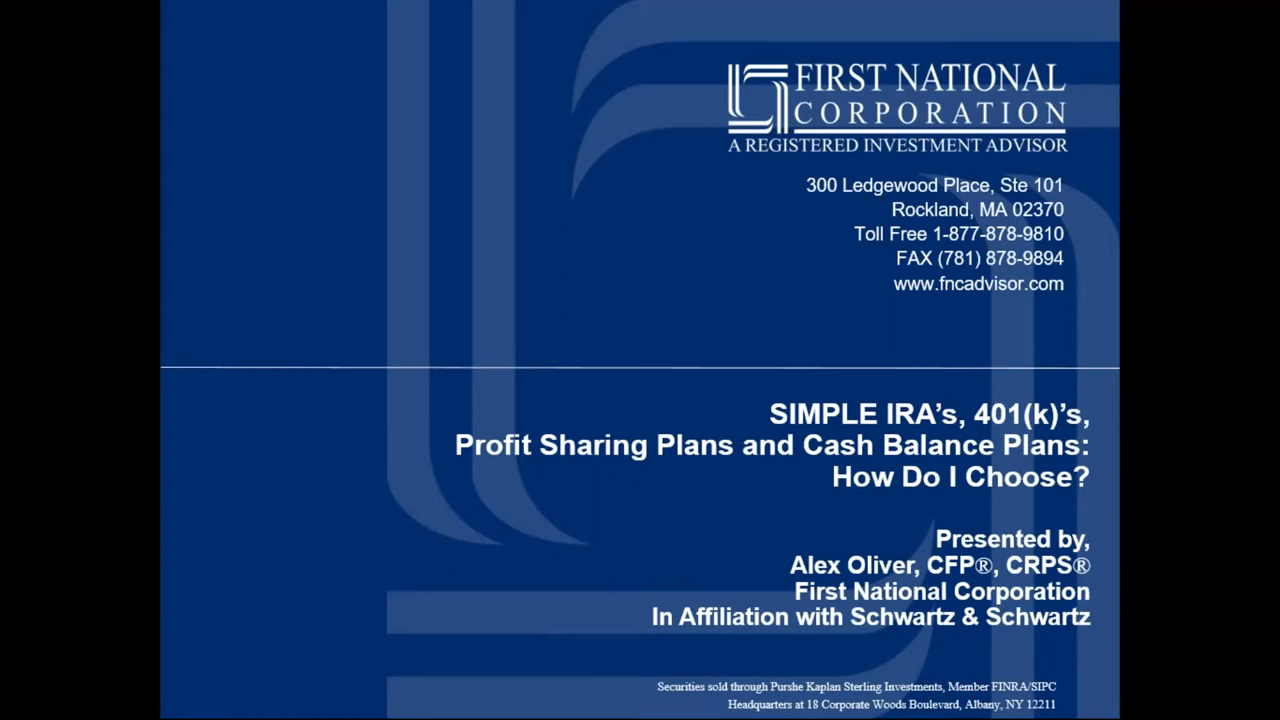 FIRST NATIONAL
CORPORATION
A REGISTERED INVESTMENT ADVISOR
300 Ledgewood Place, Ste 101
Rockland, MA 02370
Toll Free 1-877-878-9810
FAX (781) 878-9894
www.fncadvisor.com
SIMPLE IRA’s, 401(k)’s,
Profit Sharing Plans and Cash Balance Plans:
How Do I Choose?
Presented by,
Alex Oliver, CFP®, CRPS®
First National Corporation
In Affiliation with Schwartz & Schwartz
Securities sold through Purshe Kaplan Sterling Investments, Member FINRA/SIPC
Headquarters at 18 Corporate Woods Boulevard, Albany, NY 12211